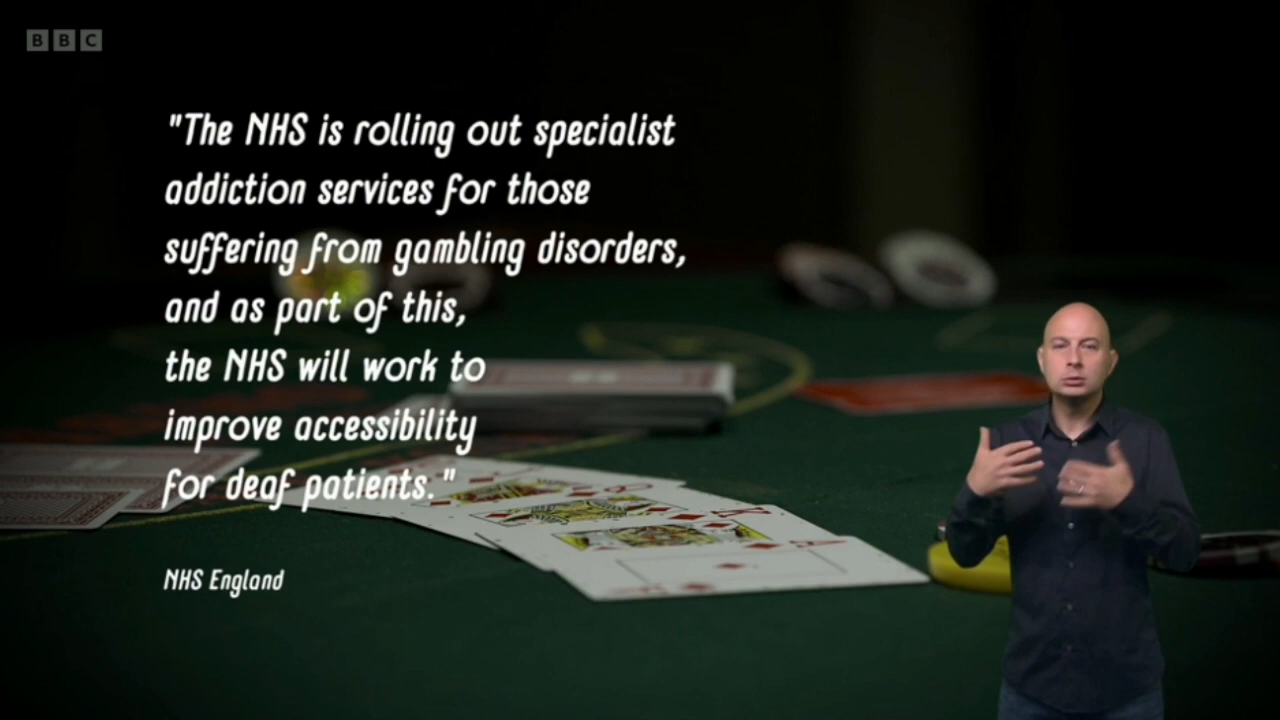 BBC
"The NHS is rolling out specialist
addiction services for those
suffering from gambling disorders,
and as part of this,
the NHS will work to
improve accessibility
for deaf patients."
NHS England